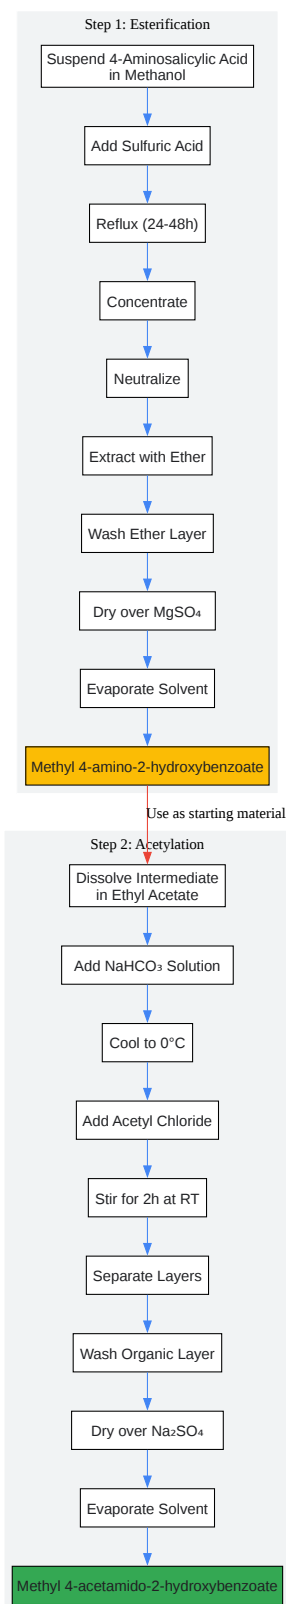 Step 1: Esterification
Suspend 4-Aminosalicylic Acid
in Methanol
Add Sulfuric Acid
Reflux (24-48h)
Concentrate
Neutralize
Extract with Ether
Wash Ether Layer
Dry over MgSO₄
Evaporate Solvent
Methyl 4-amino-2-hydroxybenzoate
Use as starting material
Step 2: Acetylation
Dissolve Intermediate
in Ethyl Acetate
Add NaHCO₃ Solution
Cool to 0°C
Add Acetyl Chloride
Stir for 2h at RT
Separate Layers
Wash Organic Layer
Dry over Na₂SO₄
Evaporate Solvent
Methyl 4-acetamido-2-hydroxybenzoate